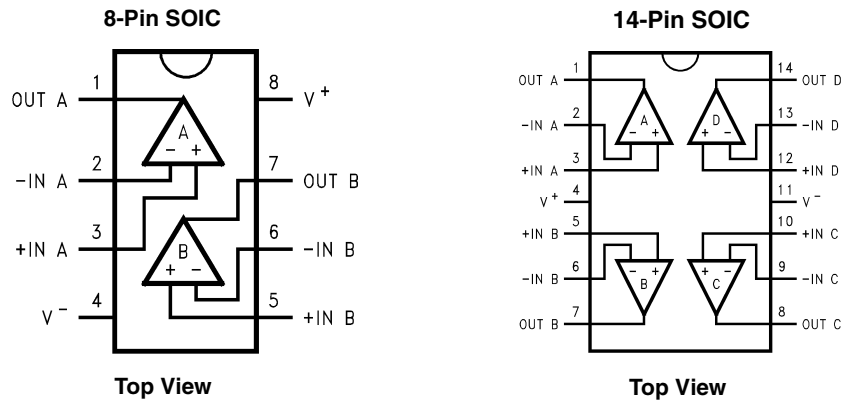 8-Pin SOIC
1
OUT A
8
V+
A
- +
2
-IN A
7
OUT B
3
+IN A
6
-IN B
B
+ -
4
V-
5
+IN B
Top View
14-Pin SOIC
1
OUT A
14
OUT D
A
- +
D
+ -
2
-IN A
13
-IN D
3
+IN A
12
+IN D
4
V+
11
V-
5
+IN B
10
+IN C
- +
B
+ -
C
6
-IN B
9
-IN C
7
OUT B
8
OUT C
Top View